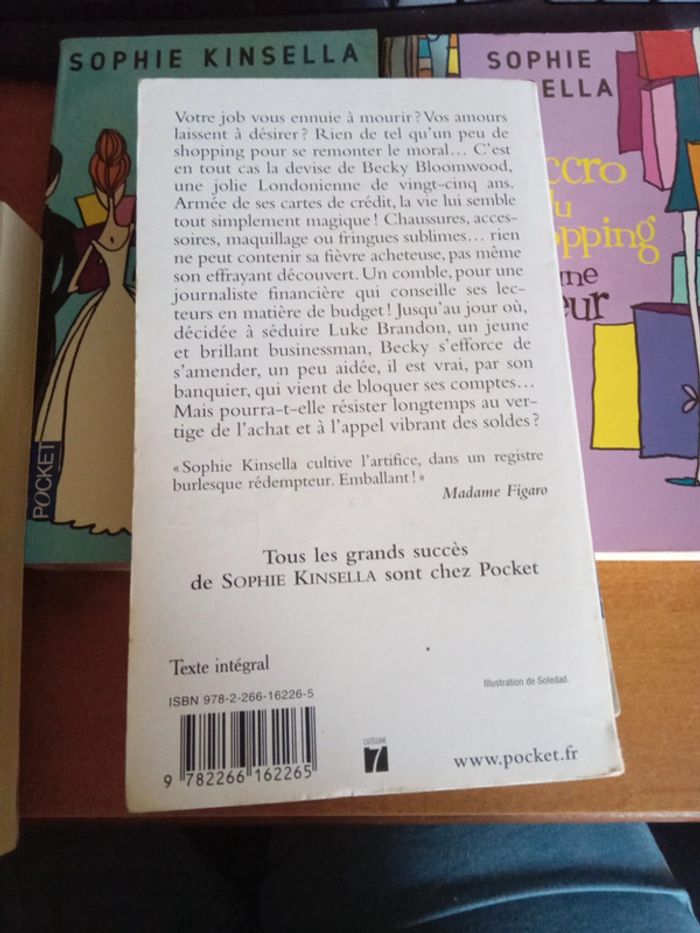 SOPHIE KINSELLA
SOPHIE
ELLA
ccro
du
opping
une
eur
POCKET
Votre job vous ennuie à mourir ? Vos amours
laissent à désirer ? Rien de tel qu'un peu de
shopping pour se remonter le moral... C'est
en tout cas la devise de Becky Bloomwood,
une jolie Londonienne de vingt-cinq ans.
Armée de ses cartes de crédit, la vie lui semble
tout simplement magique ! Chaussures, acces-
soires, maquillage ou fringues sublimes... rien
ne peut contenir sa fièvre acheteuse, pas même
son effrayant découvert. Un comble, pour une
journaliste financière qui conseille ses lec-
teurs en matière de budget ! Jusqu'au jour où,
décidée à séduire Luke Brandon, un jeune
et brillant businessman, Becky s'efforce de
s'amender, un peu aidée, il est vrai, par son
banquier, qui vient de bloquer ses comptes...
Mais pourra-t-elle résister longtemps au ver-
tige de l'achat et à l'appel vibrant des soldes ?
« Sophie Kinsella cultive l'artifice, dans un registre
burlesque rédempteur. Emballant ! »
Madame Figaro
Tous les grands succès
de SOPHIE KINSELLA sont chez Pocket
Texte intégral
Illustration de Soledad.
ISBN 978-2-266-16226-5
9 782266 162265
CATÉGORIE
7
www.pocket.fr